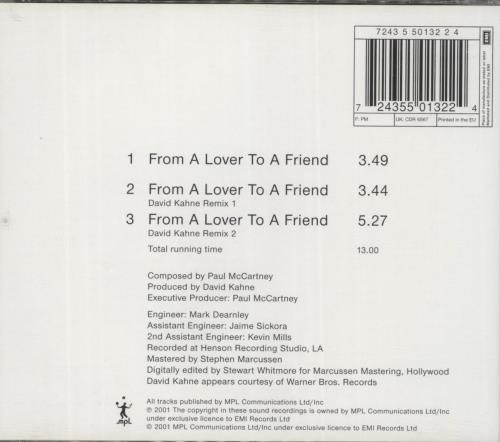 7243 5 50132 2 4
7 24355 01322 4
P: PM
UK: CDR 6567
Printed in the EU
EMI
1 From A Lover To A Friend 3.49
2 From A Lover To A Friend 3.44
David Kahne Remix 1
3 From A Lover To A Friend 5.27
David Kahne Remix 2
Total running time 13.00
Composed by Paul McCartney
Produced by David Kahne
Executive Producer: Paul McCartney
Engineer: Mark Dearnley
Assistant Engineer: Jaime Sickora
2nd Assistant Engineer: Kevin Mills
Recorded at Henson Recording Studio, LA
Mastered by Stephen Marcussen
Digitally edited by Stewart Whitmore for Marcussen Mastering, Hollywood
David Kahne appears courtesy of Warner Bros. Records
mpl
All tracks published by MPL Communications Ltd/Inc
℗ 2001 The copyright in these sound recordings is owned by MPL Communications Ltd/Inc
under exclusive licence to EMI Records Ltd
© 2001 MPL Communications Ltd/Inc under exclusive licence to EMI Records Ltd